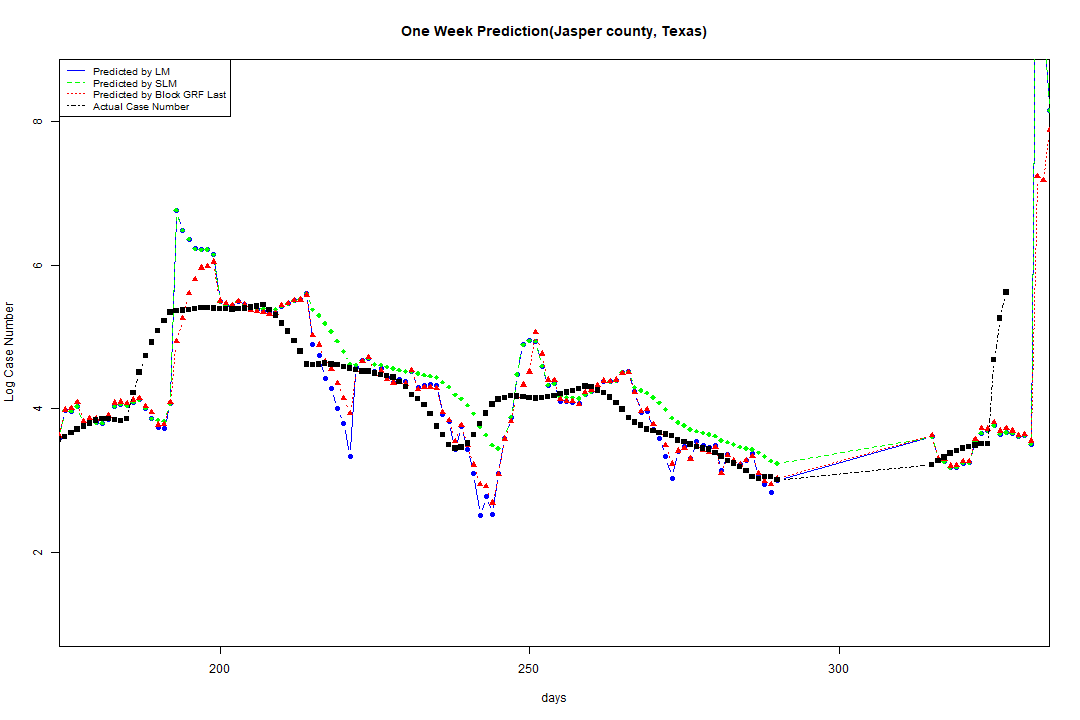 One Week Prediction(Jasper county, Texas)
Predicted by LM
Predicted by SLM
Predicted by Block GRF Last
Actual Case Number
8
6
4
2
Log Case Number
200
250
300
days